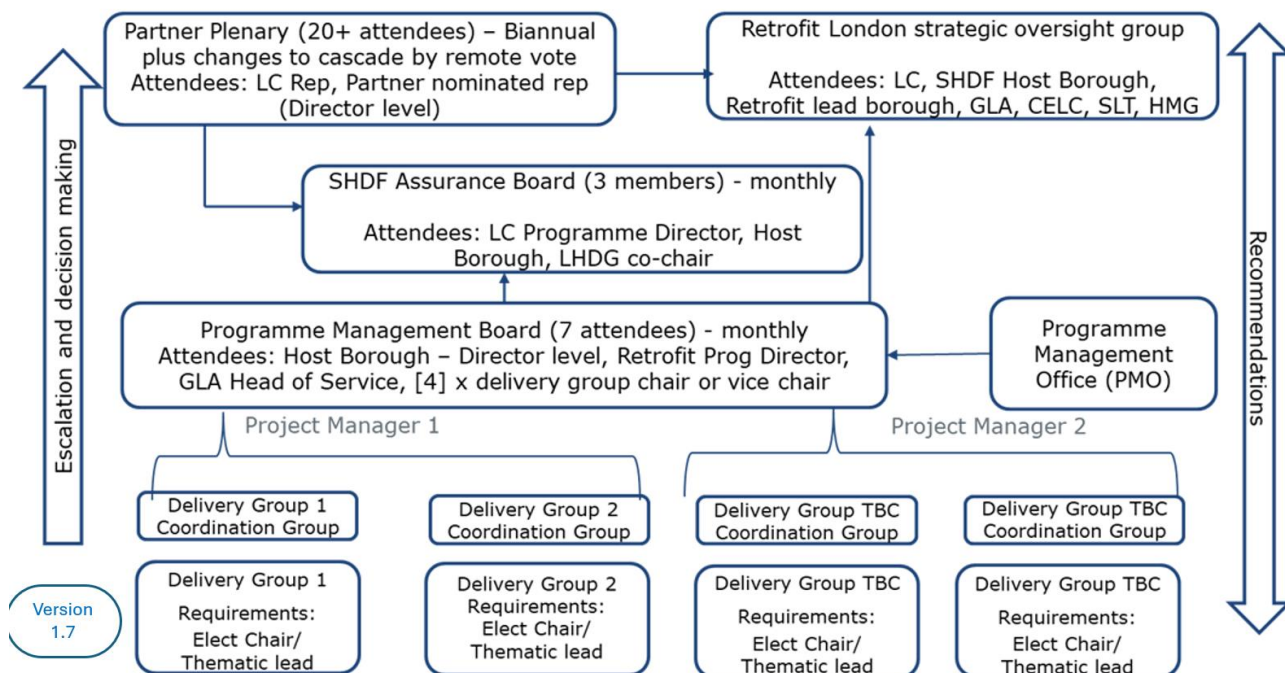 Partner Plenary (20+ attendees) – Biannual
plus changes to cascade by remote vote
Attendees: LC Rep, Partner nominated rep
(Director level)
Retrofit London strategic oversight group
Attendees: LC, SHDF Host Borough,
Retrofit lead borough, GLA, CELC, SLT, HMG
SHDF Assurance Board (3 members) - monthly
Attendees: LC Programme Director, Host
Borough, LHDG co-chair
Programme Management Board (7 attendees) - monthly
Attendees: Host Borough – Director level, Retrofit Prog Director,
GLA Head of Service, [4] x delivery group chair or vice chair
Programme
Management
Office (PMO)
Escalation and decision making
Recommendations
Project Manager 1
Project Manager 2
Delivery Group 1
Coordination Group
Delivery Group 2
Coordination Group
Delivery Group TBC
Coordination Group
Delivery Group TBC
Coordination Group
Delivery Group 1
Requirements:
Elect Chair/
Thematic lead
Delivery Group 2
Requirements:
Elect Chair/
Thematic lead
Delivery Group TBC
Requirements:
Elect Chair/
Thematic lead
Delivery Group TBC
Requirements:
Elect Chair/
Thematic lead
Version
1.7